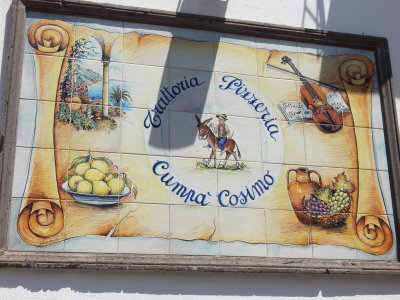 Trattoria Pizzeria
Cumpa' Cosimo